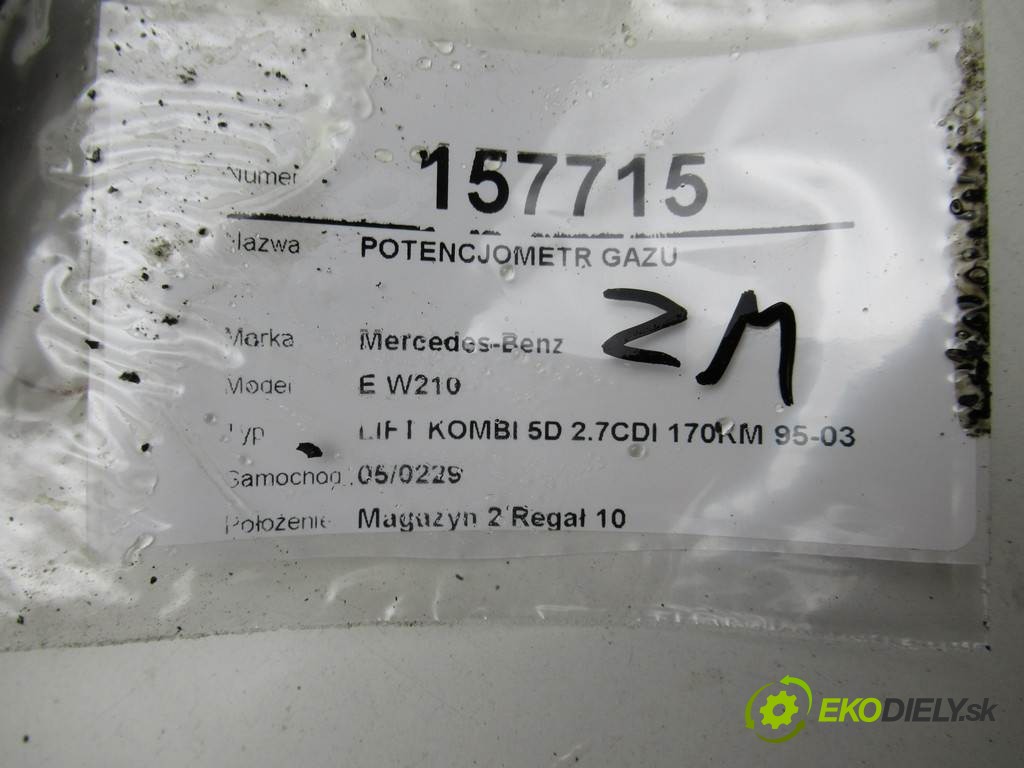 Numer 157715
Nazwa POTENCJOMETR GAZU
ZM
Marka Mercedes-Benz
Model E W210
Typ LIFT KOMBI 5D 2.7CDI 170KM 95-03
Samochód: 05/0229
Położenie Magazyn 2 Regał 10
EKODIELY.sk